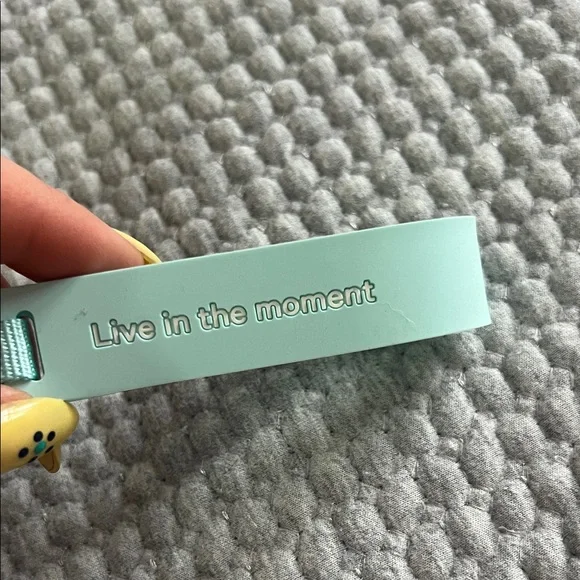 Live in the moment